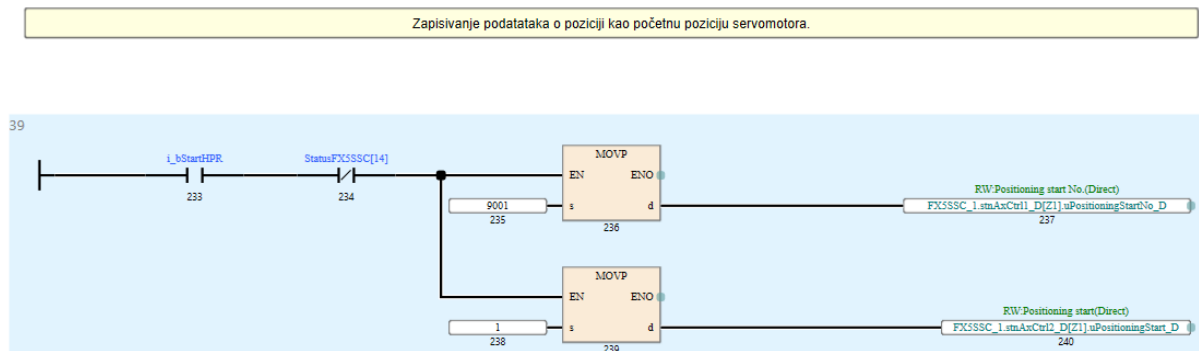 Zapisivanje podatataka o poziciji kao početnu poziciju servomotora.
39
i_bStartHPR
StatusFX5SSC[14]
MOVP
EN
ENO
233
234
RW:Positioning start No.(Direct)
9001
s
d
FX5SSC_1.stnAxCtrl1_D[Z1].uPositioningStartNo_D
235
236
237
MOVP
EN
ENO
RW:Positioning start(Direct)
1
s
d
FX5SSC_1.stnAxCtrl2_D[Z1].uPositioningStart_D
238
239
240